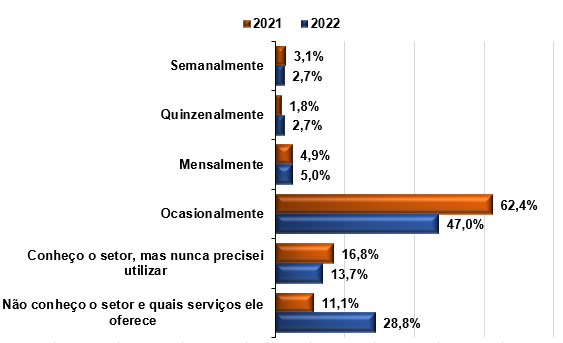 2021 2022
Semanalmente
3,1%
2,7%
Quinzenalmente
1,8%
2,7%
Mensalmente
4,9%
5,0%
Ocasionalmente
62,4%
47,0%
Conheço o setor, mas nunca precisei
utilizar
16,8%
13,7%
Não conheço o setor e quais serviços ele
oferece
11,1%
28,8%